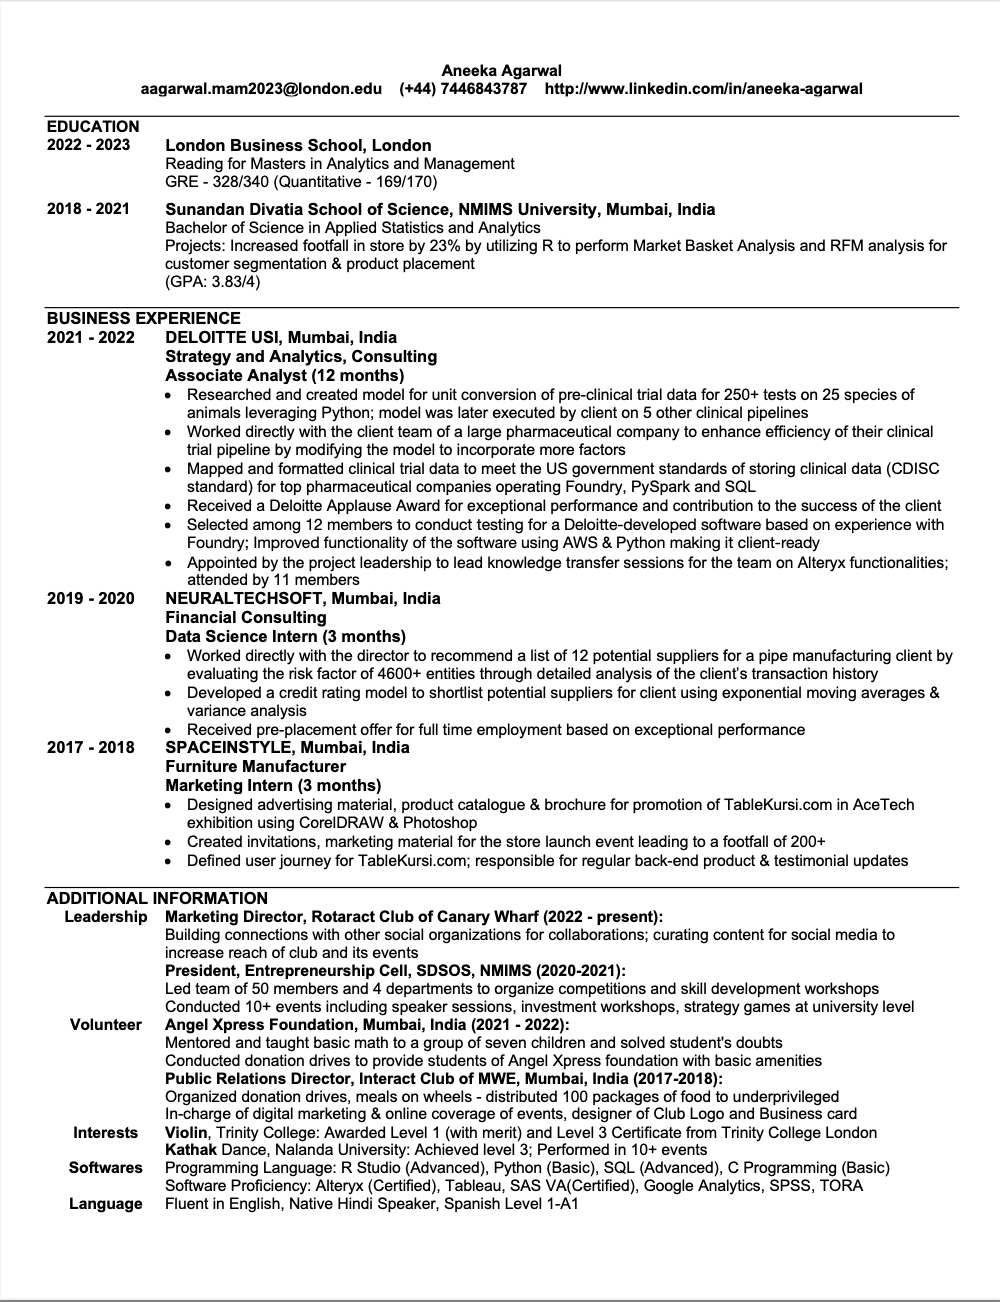 Aneeka Agarwal
aagarwal.mam2023@london.edu (+44) 7446843787 http://www.linkedin.com/in/aneeka-agarwal
EDUCATION
2022 - 2023 London Business School, London
Reading for Masters in Analytics and Management
GRE - 328/340 (Quantitative - 169/170)
2018 - 2021 Sunandan Divatia School of Science, NMIMS University, Mumbai, India
Bachelor of Science in Applied Statistics and Analytics
Projects: Increased footfall in store by 23% by utilizing R to perform Market Basket Analysis and RFM analysis for
customer segmentation & product placement
(GPA: 3.83/4)
BUSINESS EXPERIENCE
2021 - 2022 DELOITTE USI, Mumbai, India
Strategy and Analytics, Consulting
Associate Analyst (12 months)
• Researched and created model for unit conversion of pre-clinical trial data for 250+ tests on 25 species of
animals leveraging Python; model was later executed by client on 5 other clinical pipelines
• Worked directly with the client team of a large pharmaceutical company to enhance efficiency of their clinical
trial pipeline by modifying the model to incorporate more factors
• Mapped and formatted clinical trial data to meet the US government standards of storing clinical data (CDISC
standard) for top pharmaceutical companies operating Foundry, PySpark and SQL
• Received a Deloitte Applause Award for exceptional performance and contribution to the success of the client
• Selected among 12 members to conduct testing for a Deloitte-developed software based on experience with
Foundry; Improved functionality of the software using AWS & Python making it client-ready
• Appointed by the project leadership to lead knowledge transfer sessions for the team on Alteryx functionalities;
attended by 11 members
2019 - 2020 NEURALTECHSOFT, Mumbai, India
Financial Consulting
Data Science Intern (3 months)
• Worked directly with the director to recommend a list of 12 potential suppliers for a pipe manufacturing client by
evaluating the risk factor of 4600+ entities through detailed analysis of the client's transaction history
• Developed a credit rating model to shortlist potential suppliers for client using exponential moving averages &
variance analysis
• Received pre-placement offer for full time employment based on exceptional performance
2017 - 2018 SPACEINSTYLE, Mumbai, India
Furniture Manufacturer
Marketing Intern (3 months)
• Designed advertising material, product catalogue & brochure for promotion of TableKursi.com in AceTech
exhibition using CorelDRAW & Photoshop
• Created invitations, marketing material for the store launch event leading to a footfall of 200+
• Defined user journey for TableKursi.com; responsible for regular back-end product & testimonial updates
ADDITIONAL INFORMATION
Leadership Marketing Director, Rotaract Club of Canary Wharf (2022 - present):
Building connections with other social organizations for collaborations; curating content for social media to
increase reach of club and its events
President, Entrepreneurship Cell, SDSOS, NMIMS (2020-2021):
Led team of 50 members and 4 departments to organize competitions and skill development workshops
Conducted 10+ events including speaker sessions, investment workshops, strategy games at university level
Volunteer Angel Xpress Foundation, Mumbai, India (2021 - 2022):
Mentored and taught basic math to a group of seven children and solved student's doubts
Conducted donation drives to provide students of Angel Xpress foundation with basic amenities
Public Relations Director, Interact Club of MWE, Mumbai, India (2017-2018):
Organized donation drives, meals on wheels - distributed 100 packages of food to underprivileged
In-charge of digital marketing & online coverage of events, designer of Club Logo and Business card
Interests Violin, Trinity College: Awarded Level 1 (with merit) and Level 3 Certificate from Trinity College London
Kathak Dance, Nalanda University: Achieved level 3; Performed in 10+ events
Softwares Programming Language: R Studio (Advanced), Python (Basic), SQL (Advanced), C Programming (Basic)
Software Proficiency: Alteryx (Certified), Tableau, SAS VA(Certified), Google Analytics, SPSS, TORA
Language Fluent in English, Native Hindi Speaker, Spanish Level 1-A1